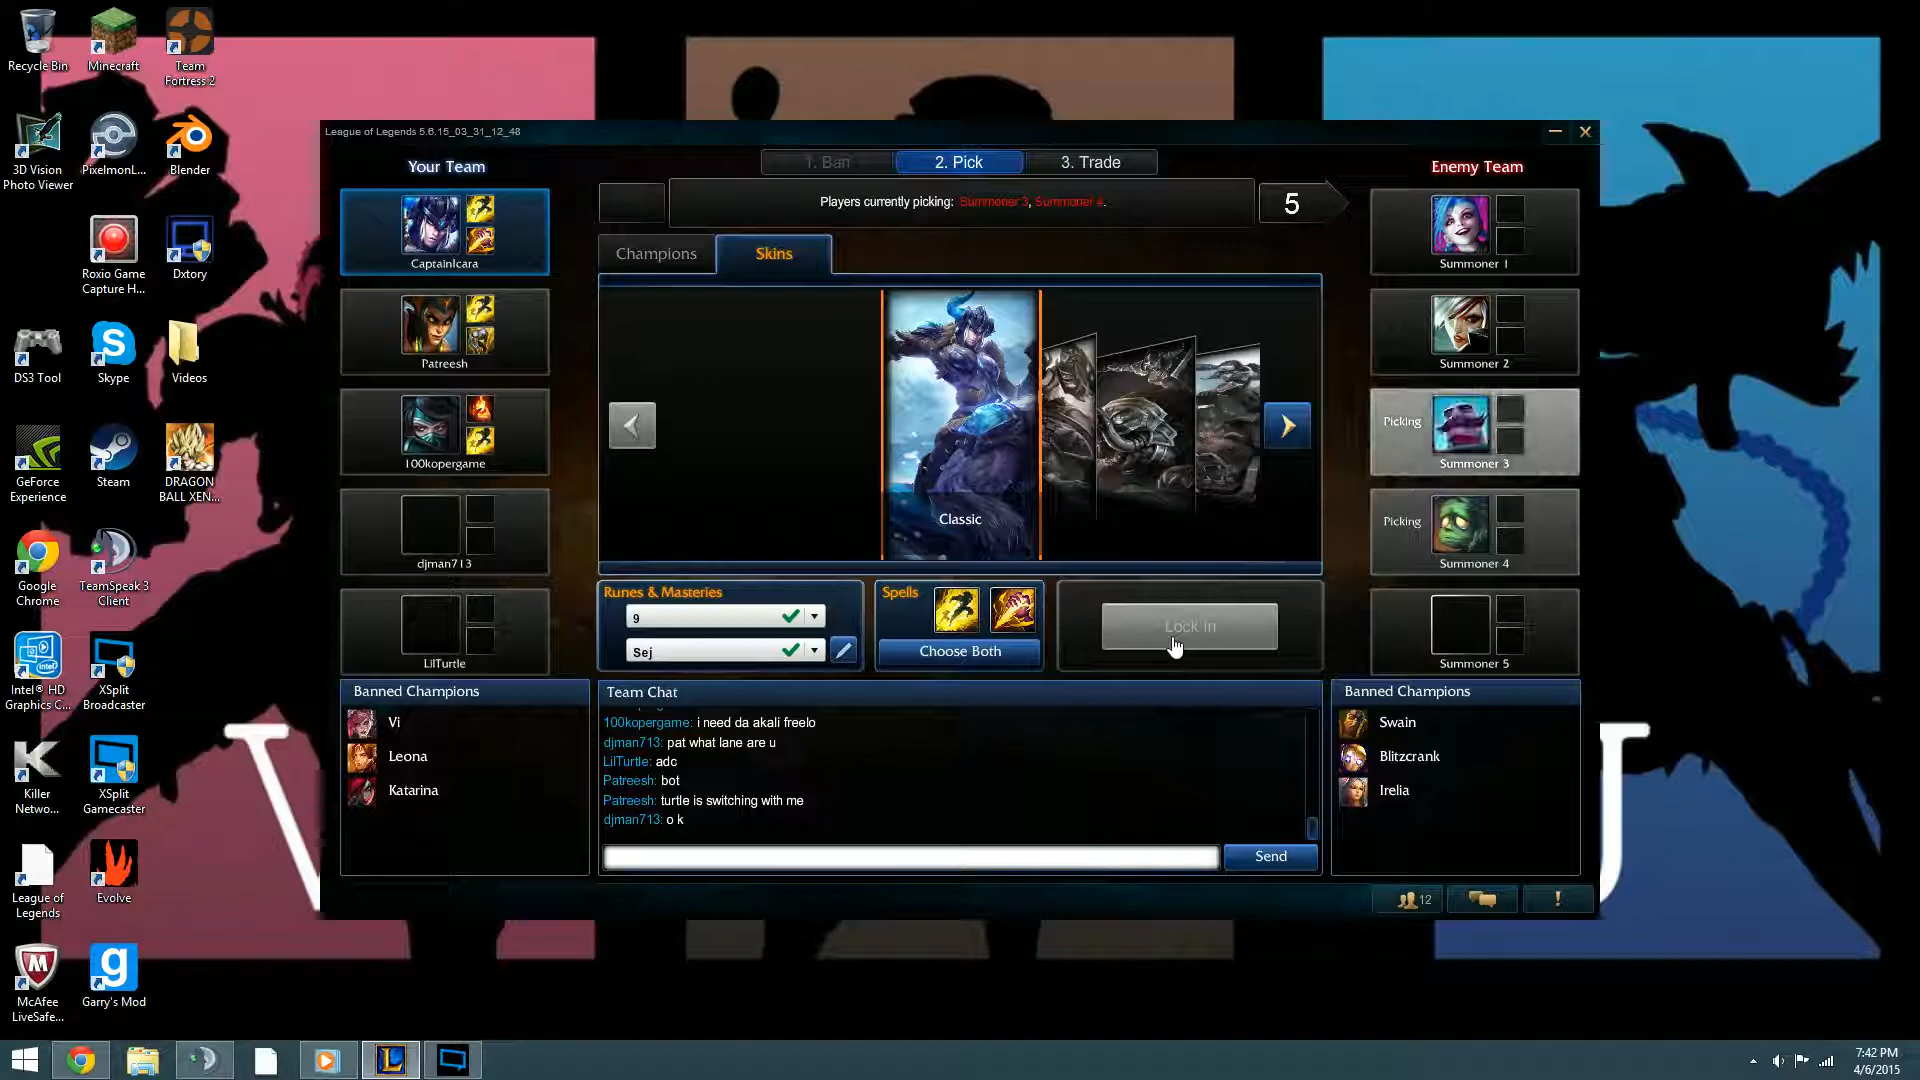 Recycle Bin
Minecraft
Team
Fortress 2
3D Vision
Photo Viewer
PixelmonL...
Blender
Roxio Game
Capture H...
Dxtory
DS3 Tool
Skype
Videos
GeForce
Experience
Steam
DRAGON
BALL XEN...
Google
Chrome
TeamSpeak 3
Client
Intel® HD
Graphics C...
XSplit
Broadcaster
Killer
Netwo...
XSplit
Gamecaster
League of
Legends
Evolve
McAfee
LiveSafe...
Garry's Mod
League of Legends 5.6.15_03_31_12_48
Your Team
1. Ban
2. Pick
3. Trade
Enemy Team
Players currently picking: Summoner 3, Summoner 4.
5
CaptainIcara
Patreesh
100kopergame
djman713
LilTurtle
Champions
Skins
Classic
Summoner 1
Summoner 2
Picking
Summoner 3
Picking
Summoner 4
Summoner 5
Runes & Masteries
9
Sej
Spells
Choose Both
Lock In
Banned Champions
Vi
Leona
Katarina
Team Chat
100kopergame: i need da akali freelo
djman713: pat what lane are u
LilTurtle: adc
Patreesh: bot
Patreesh: turtle is switching with me
djman713: o k
Send
Banned Champions
Swain
Blitzcrank
Irelia
12
7:42 PM
4/6/2015